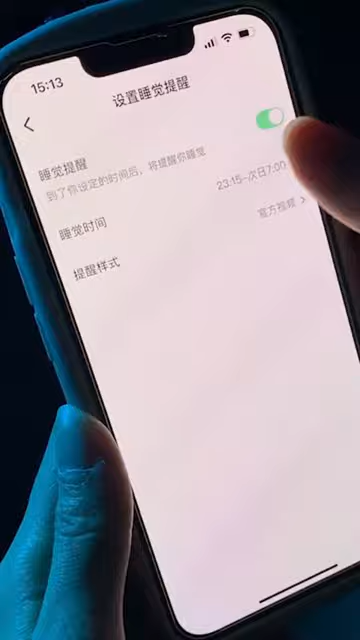 15:13
设置睡觉提醒
睡觉提醒
到了你设定的时间后，将提醒你睡觉
睡觉时间 23:15-次日7:00
提醒样式 官方视频